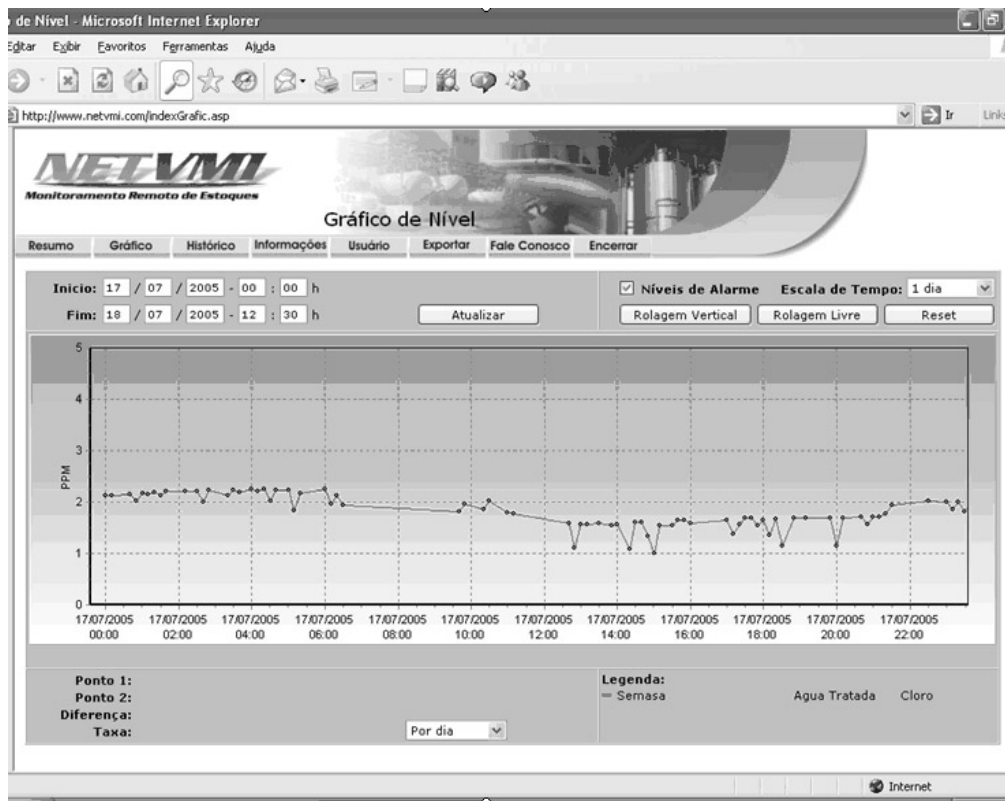 o de Nível - Microsoft Internet Explorer
Editar Exibir Favoritos Ferramentas Ajuda
http://www.netvmi.com/indexGrafic.asp Ir Links
NETVMI
Monitoramento Remoto de Estoques
Gráfico de Nível
Resumo Gráfico Histórico Informações Usuário Exportar Fale Conosco Encerrar
Inicio: 17 / 07 / 2005 - 00 : 00 h Níveis de Alarme Escala de Tempo: 1 dia
Fim: 18 / 07 / 2005 - 12 : 30 h Atualizar Rolagem Vertical Rolagem Livre Reset
5
4
3
PPM
2
1
0
17/07/2005 17/07/2005 17/07/2005 17/07/2005 17/07/2005 17/07/2005 17/07/2005 17/07/2005 17/07/2005 17/07/2005 17/07/2005 17/07/2005
00:00 02:00 04:00 06:00 08:00 10:00 12:00 14:00 16:00 18:00 20:00 22:00
Ponto 1: Legenda:
Ponto 2: Semasa Agua Tratada Cloro
Diferença:
Taxa: Por dia
Internet